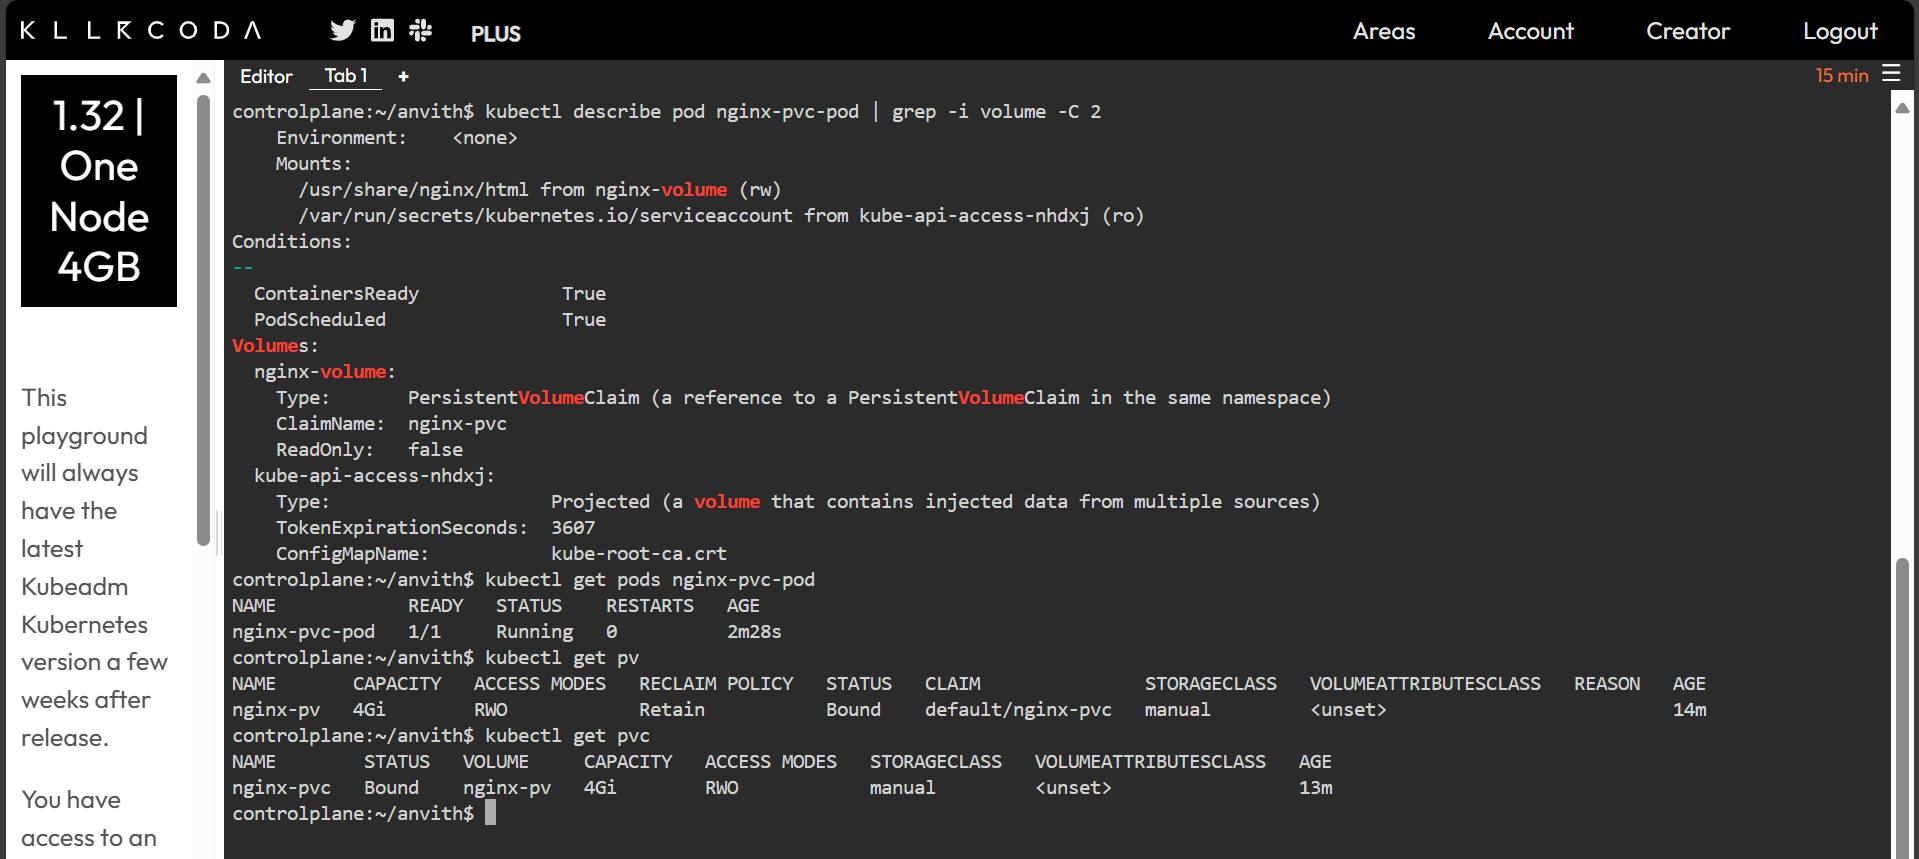 KILLERCODA
PLUS
Areas
Account
Creator
Logout
1.32 |
One
Node
4GB
This
playground
will always
have the
latest
Kubeadm
Kubernetes
version a few
weeks after
release.
You have
access to an
Editor
Tab 1
+
15 min
controlplane:~/anvith$ kubectl describe pod nginx-pvc-pod | grep -i volume -C 2
    Environment:    <none>
    Mounts:
      /usr/share/nginx/html from nginx-volume (rw)
      /var/run/secrets/kubernetes.io/serviceaccount from kube-api-access-nhdxj (ro)
Conditions:
--
  ContainersReady             True
  PodScheduled                True
Volumes:
  nginx-volume:
    Type:       PersistentVolumeClaim (a reference to a PersistentVolumeClaim in the same namespace)
    ClaimName:  nginx-pvc
    ReadOnly:   false
  kube-api-access-nhdxj:
    Type:                    Projected (a volume that contains injected data from multiple sources)
    TokenExpirationSeconds:  3607
    ConfigMapName:           kube-root-ca.crt
controlplane:~/anvith$ kubectl get pods nginx-pvc-pod
NAME            READY   STATUS    RESTARTS   AGE
nginx-pvc-pod   1/1     Running   0          2m28s
controlplane:~/anvith$ kubectl get pv
NAME       CAPACITY   ACCESS MODES   RECLAIM POLICY   STATUS   CLAIM               STORAGECLASS   VOLUMEATTRIBUTESCLASS   REASON   AGE
nginx-pv   4Gi        RWO            Retain           Bound    default/nginx-pvc   manual         <unset>                          14m
controlplane:~/anvith$ kubectl get pvc
NAME        STATUS   VOLUME     CAPACITY   ACCESS MODES   STORAGECLASS   VOLUMEATTRIBUTESCLASS   AGE
nginx-pvc   Bound    nginx-pv   4Gi        RWO            manual         <unset>                 13m
controlplane:~/anvith$